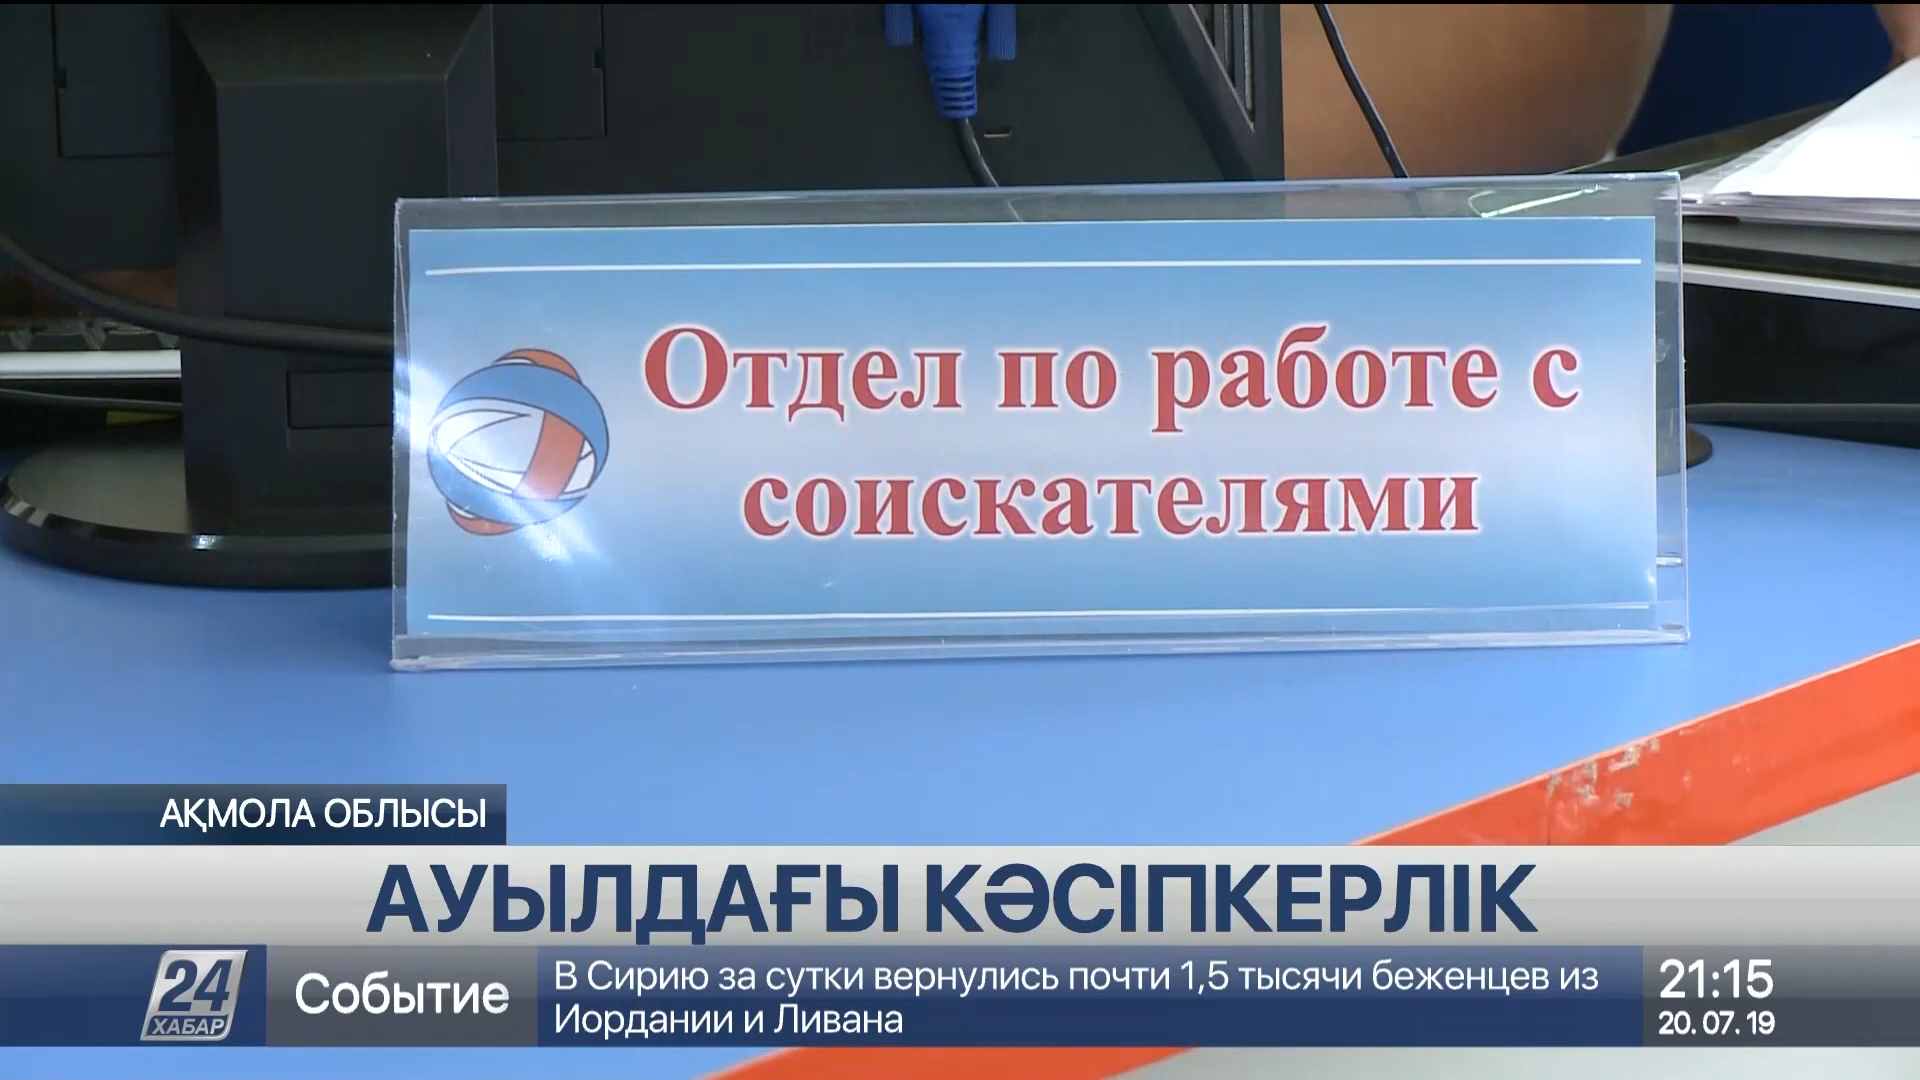 Отдел по работе с
соискателями
АҚМОЛА ОБЛЫСЫ
АУЫЛДАҒЫ КӘСІПКЕРЛІК
24
ХАБАР
Событие
В Сирию за сутки вернулись почти 1,5 тысячи беженцев из
Иордании и Ливана
21:15
20. 07. 19